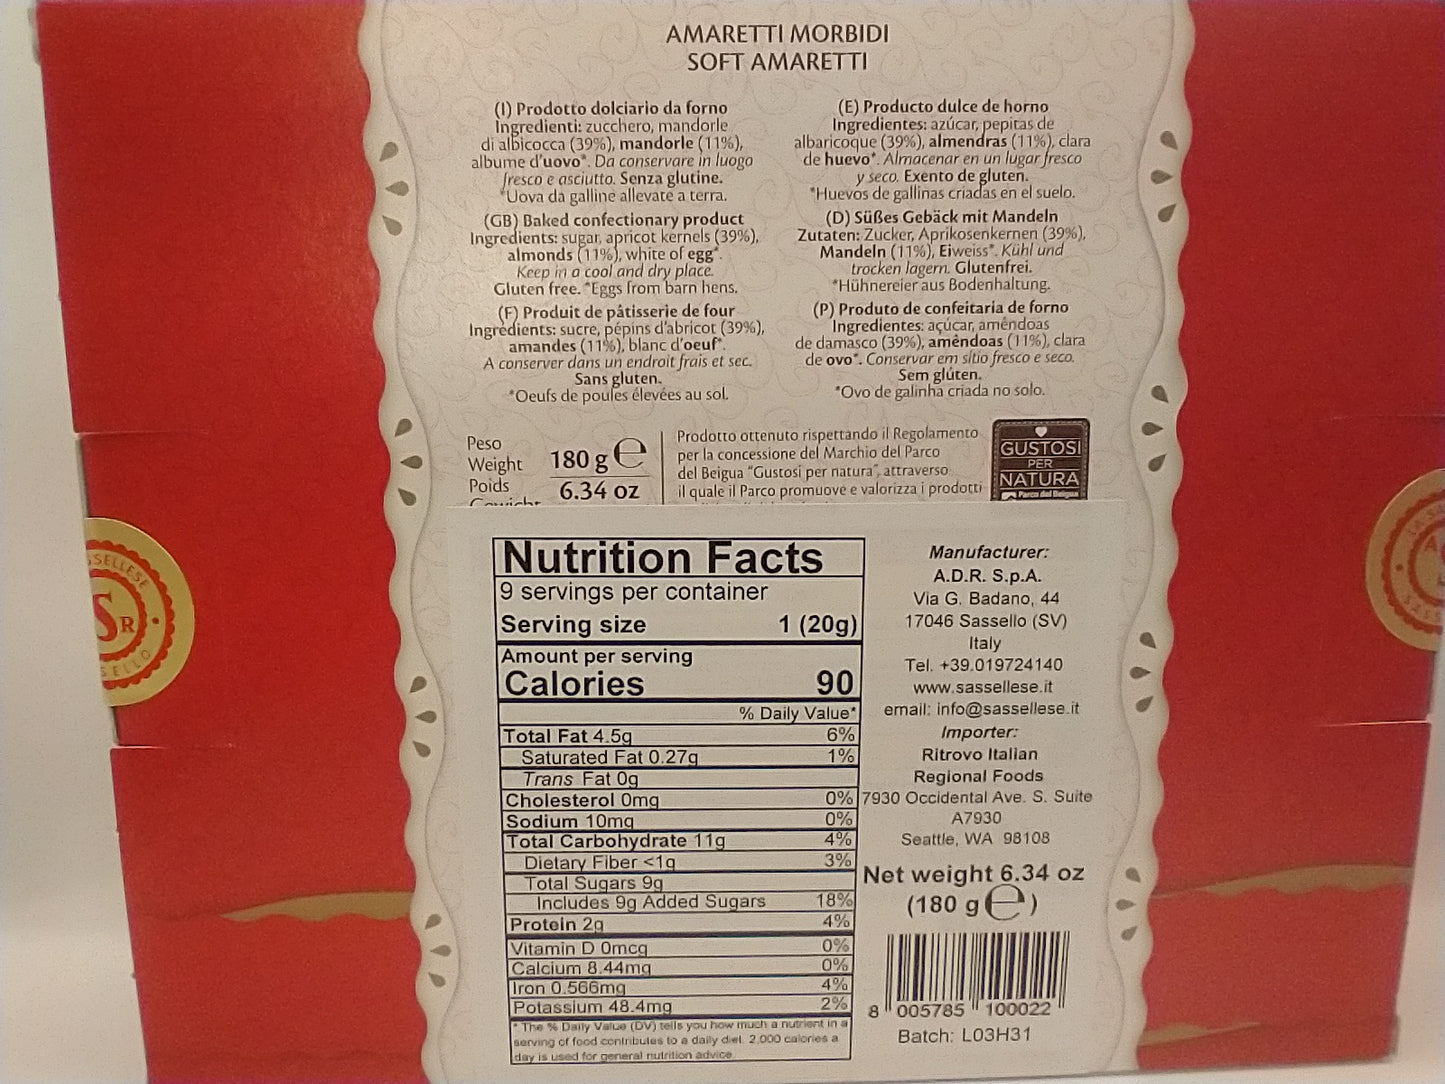 AMARETTI MORBIDI
SOFT AMARETTI
(I) Prodotto dolciario da forno
Ingredienti: zucchero, mandorle
di albicocca (39%), mandorle (11%),
albume d'uovo*. Da conservare in luogo
fresco e asciutto. Senza glutine.
*Uova da galline allevate a terra.
(GB) Baked confectionary product
Ingredients: sugar, apricot kernels (39%),
almonds (11%), white of egg*.
Keep in a cool and dry place.
Gluten free. *Eggs from barn hens.
(F) Produit de pâtisserie de four
Ingrédients: sucre, pépins d'abricot (39%),
amandes (11%), blanc d'oeuf*.
A conserver dans un endroit frais et sec.
Sans gluten.
*Oeufs de poules élevées au sol.
(E) Producto dulce de horno
Ingredientes: azúcar, pepitas de
albaricoque (39%), almendras (11%), clara
de huevo*. Almacenar en un lugar fresco
y seco. Exento de gluten.
*Huevos de gallinas criadas en el suelo.
(D) Süßes Gebäck mit Mandeln
Zutaten: Zucker, Aprikosenkernen (39%),
Mandeln (11%), Eiweiss*. Kühl und
trocken lagern. Glutenfrei.
*Hühnereier aus Bodenhaltung.
(P) Produto de confeitaria de forno
Ingredientes: açúcar, amêndoas
de damasco (39%), amêndoas (11%), clara
de ovo*. Conservar em sítio fresco e seco.
Sem glúten.
*Ovo de galinha criada no solo.
Peso
Weight
Poids
180 g e
6.34 oz
Prodotto ottenuto rispettando il Regolamento
per la concessione del Marchio del Parco
del Beigua "Gustosi per natura", attraverso
il quale il Parco promuove e valorizza i prodotti
GUSTOSI
PER
NATURA
Parco del Beigua
SASSELLESE
SR
SASSELLO
Nutrition Facts
9 servings per container
Serving size 1 (20g)
Amount per serving
Calories 90
% Daily Value*
Total Fat 4.5g 6%
Saturated Fat 0.27g 1%
Trans Fat 0g
Cholesterol 0mg 0%
Sodium 10mg 0%
Total Carbohydrate 11g 4%
Dietary Fiber <1g 3%
Total Sugars 9g
Includes 9g Added Sugars 18%
Protein 2g 4%
Vitamin D 0mcg 0%
Calcium 8.44mg 0%
Iron 0.566mg 4%
Potassium 48.4mg 2%
* The % Daily Value (DV) tells you how much a nutrient in a
serving of food contributes to a daily diet. 2,000 calories a
day is used for general nutrition advice.
Manufacturer:
A.D.R. S.p.A.
Via G. Badano, 44
17046 Sassello (SV)
Italy
Tel. +39.019724140
www.sassellese.it
email: info@sassellese.it
Importer:
Ritrovo Italian
Regional Foods
7930 Occidental Ave. S. Suite
A7930
Seattle, WA 98108
Net weight 6.34 oz
(180 g e)
8 005785 100022
Batch: L03H31